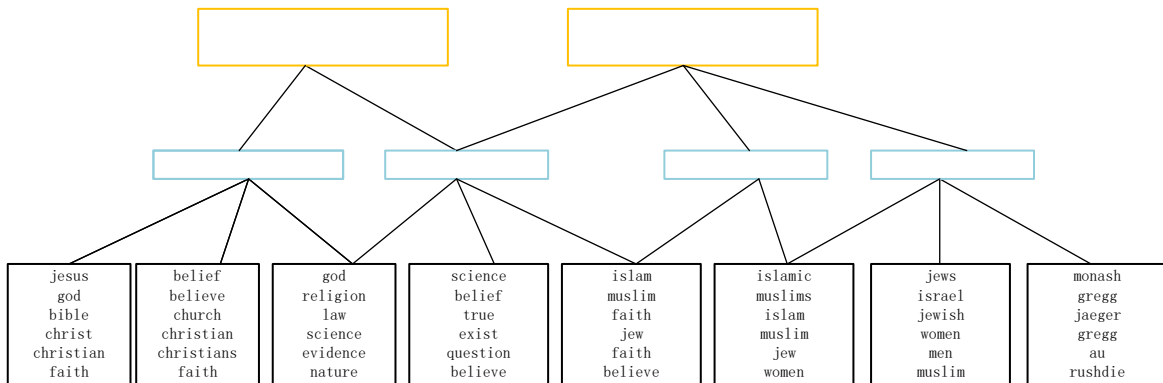 jesus
god
bible
christ
christian
faith
belief
believe
church
christian
christians
faith
god
religion
law
science
evidence
nature
science
belief
true
exist
question
believe
islam
muslim
faith
jew
faith
believe
islamic
muslims
islam
muslim
jew
women
jews
israel
jewish
women
men
muslim
monash
gregg
jaeger
gregg
au
rushdie